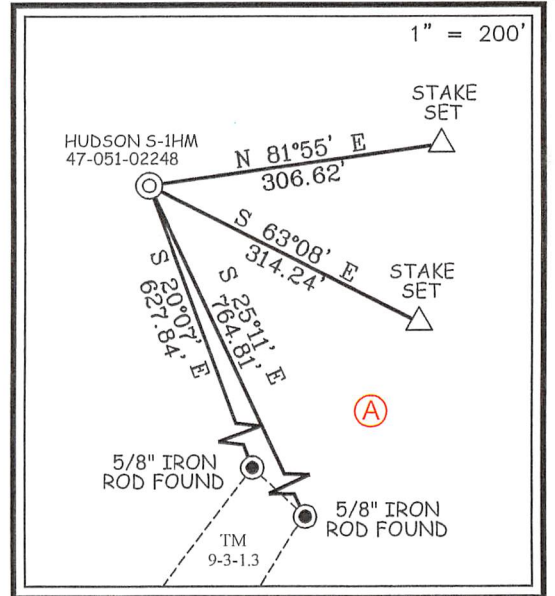 1" = 200'
STAKE
SET
HUDSON S-1HM
47-051-02248
N 81°55' E
306.62'
S 63°08' E
314.24'
STAKE
SET
S 20°07' E
627.84'
S 25°11' E
764.81'
A
5/8" IRON
ROD FOUND
5/8" IRON
ROD FOUND
TM
9-3-1.3